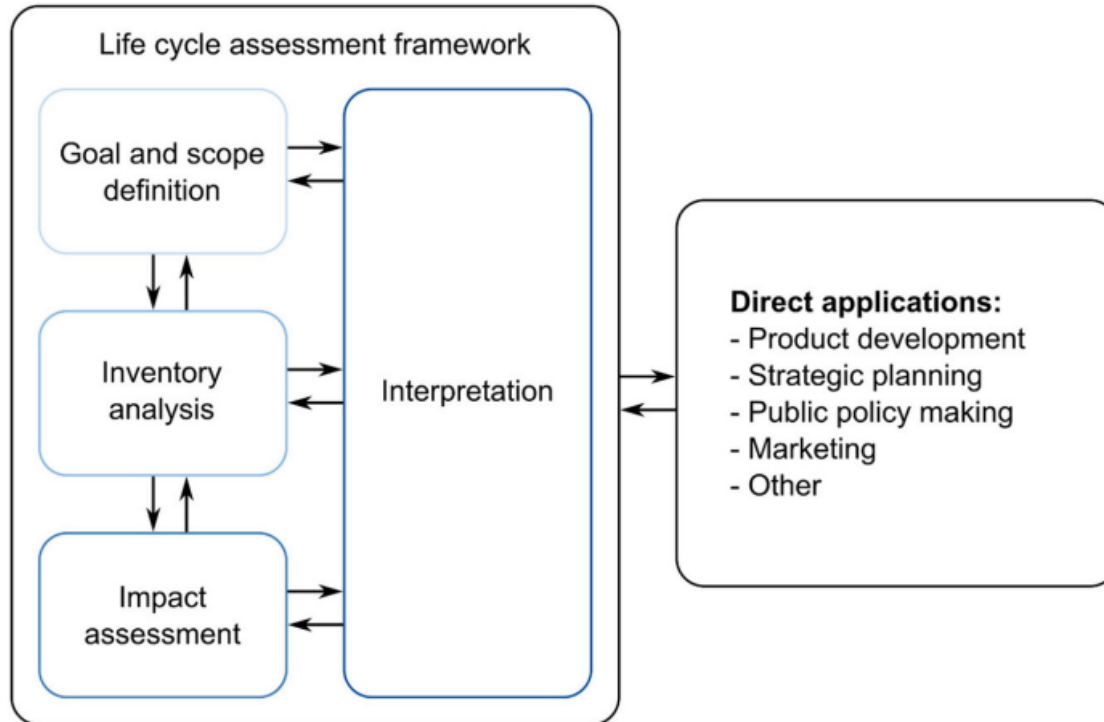 Life cycle assessment framework
Goal and scope
definition
Inventory
analysis
Impact
assessment
Interpretation
Direct applications:
- Product development
- Strategic planning
- Public policy making
- Marketing
- Other